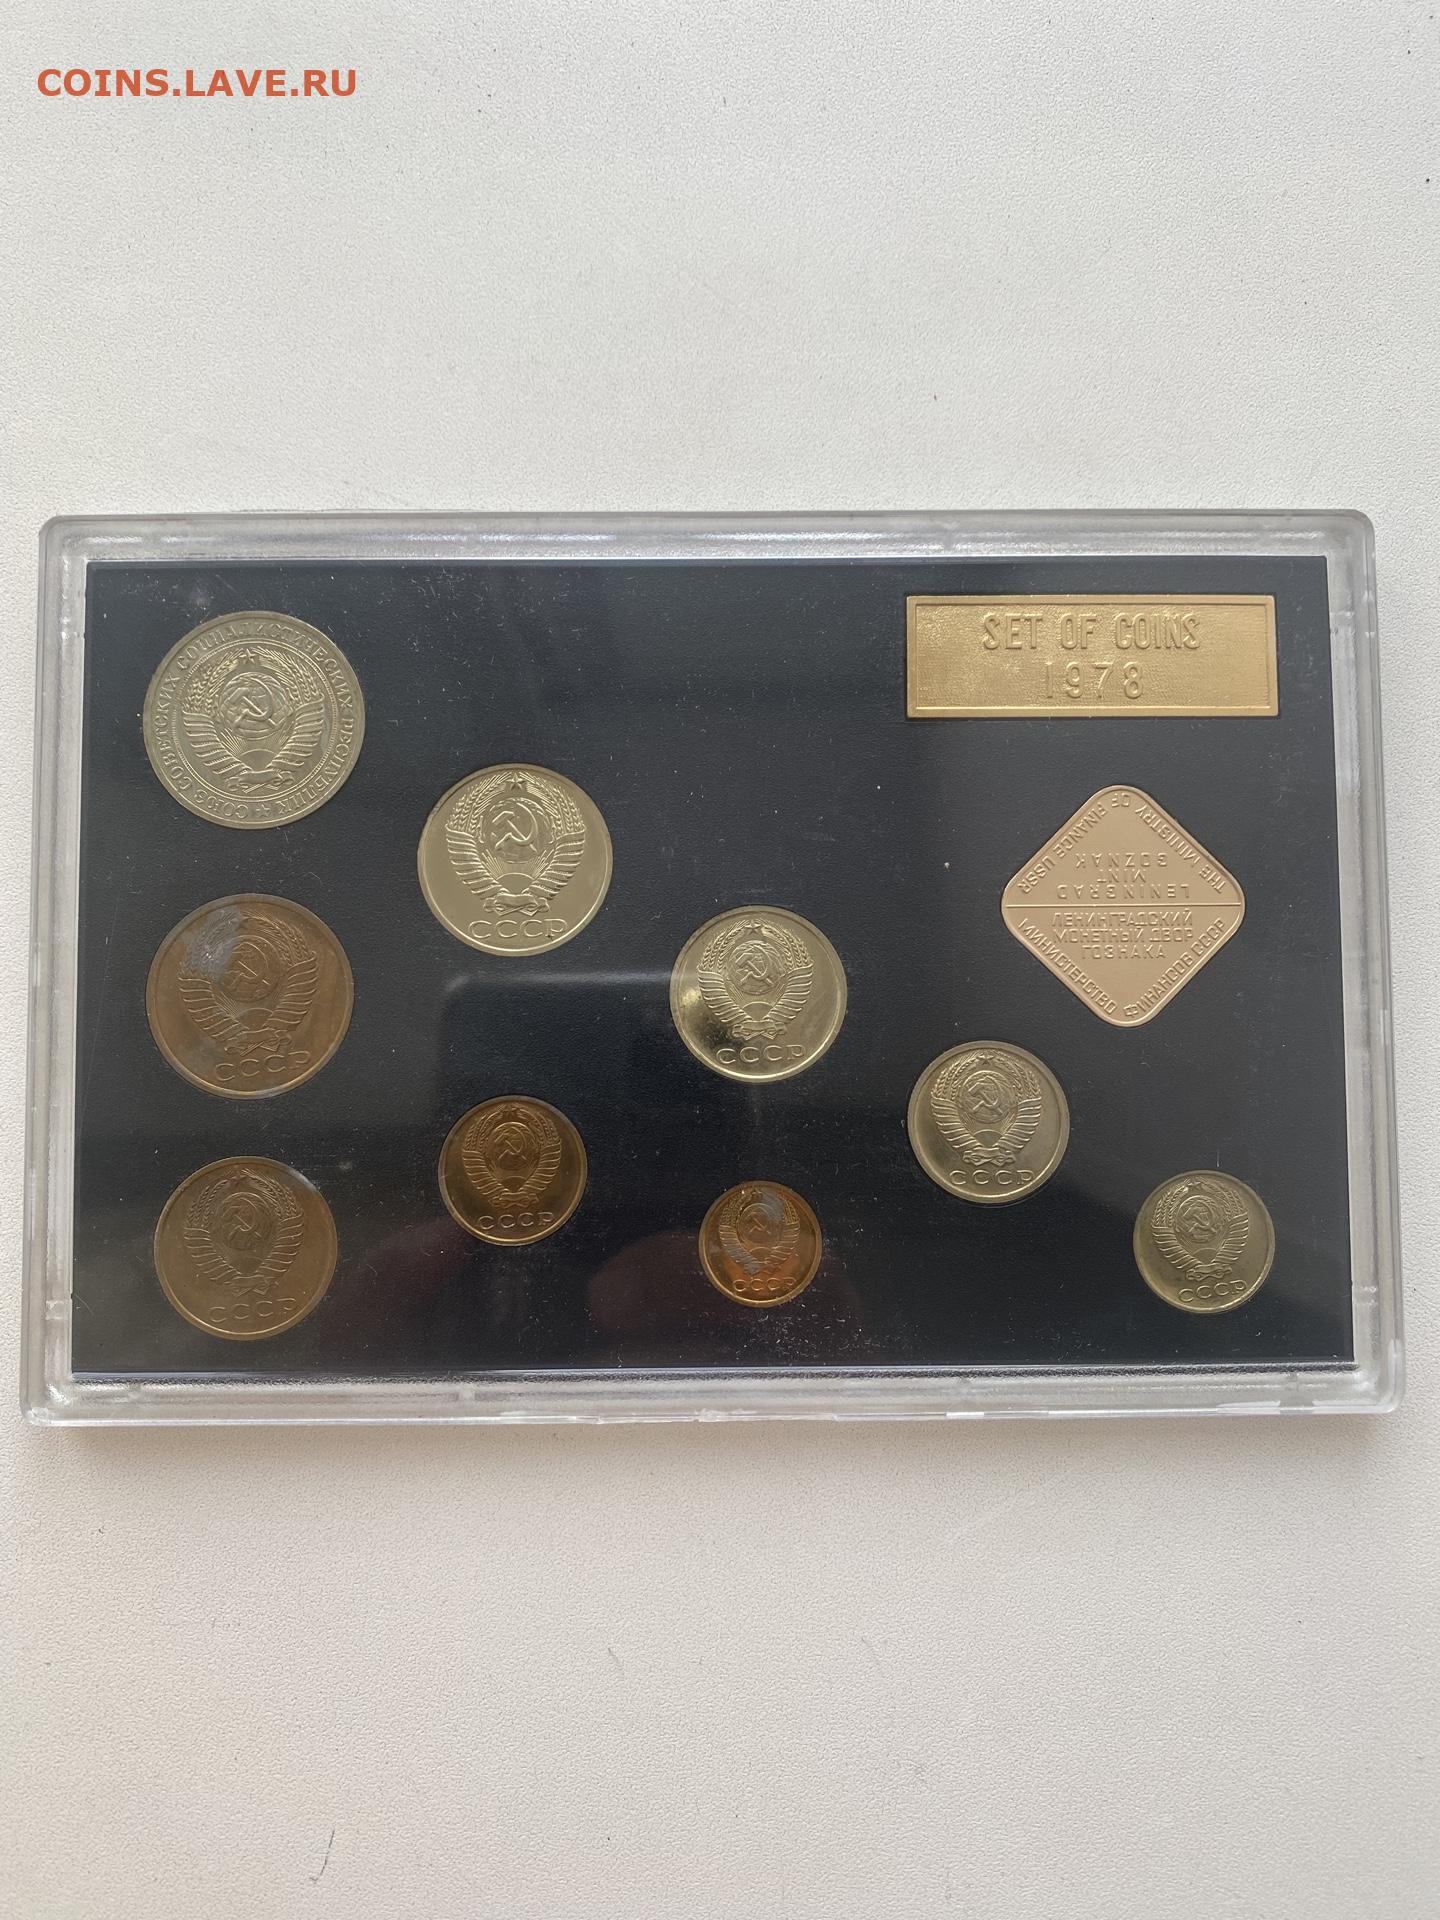 COINS.LAVE.RU
SET OF COINS
1978
СОЮЗ СОВЕТСКИХ СОЦИАЛИСТИЧЕСКИХ РЕСПУБЛИК
СССР
THE MINISTRY OF FINANCE USSR
LENINGRAD
MINT
GOZNAK
ЛЕНИНГРАДСКИЙ
МОНЕТНЫЙ ДВОР
ГОЗНАКА
МИНИСТЕРСТВО ФИНАНСОВ СССР
СССР
СССР
СССР
СССР
СССР
СССР
СССР
СССР